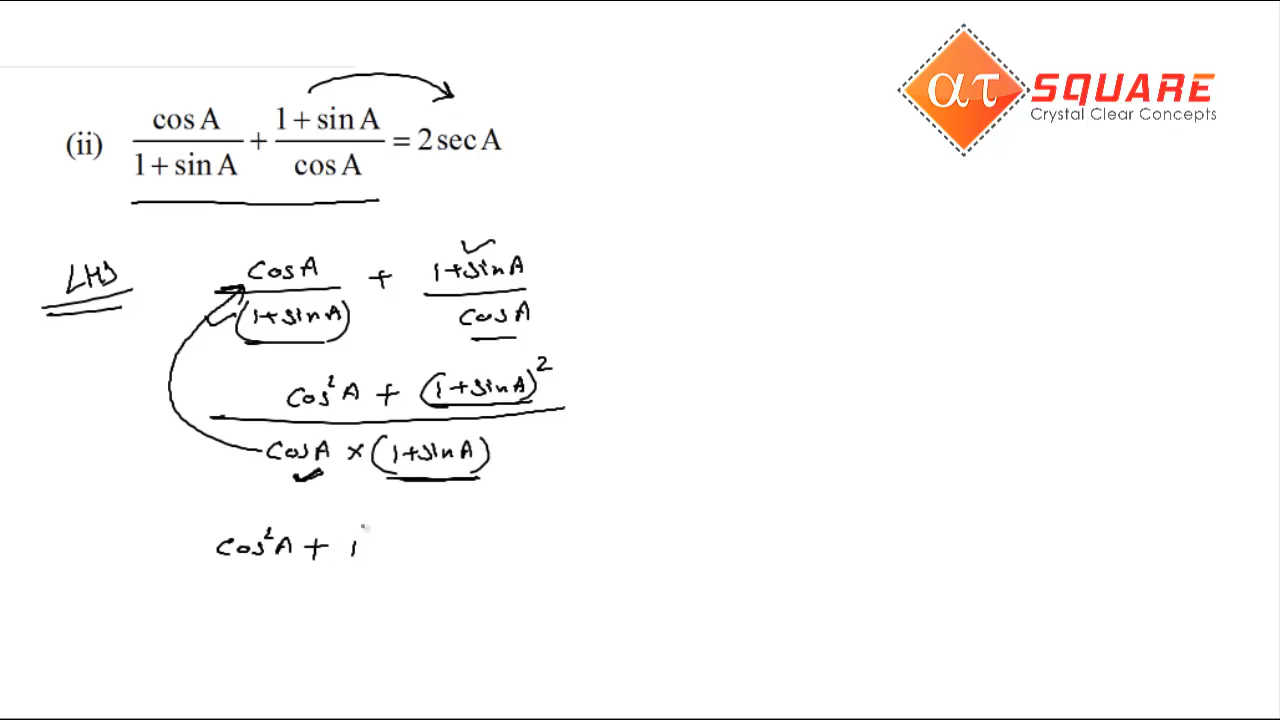 ατ SQUARE
Crystal Clear Concepts
(ii) cos A / 1 + sin A + 1 + sin A / cos A = 2 sec A
LHS cosA / (1+sinA) + 1+sinA / cosA
cos²A + (1+sinA)²
cosA × (1+sinA)
cos²A + 1